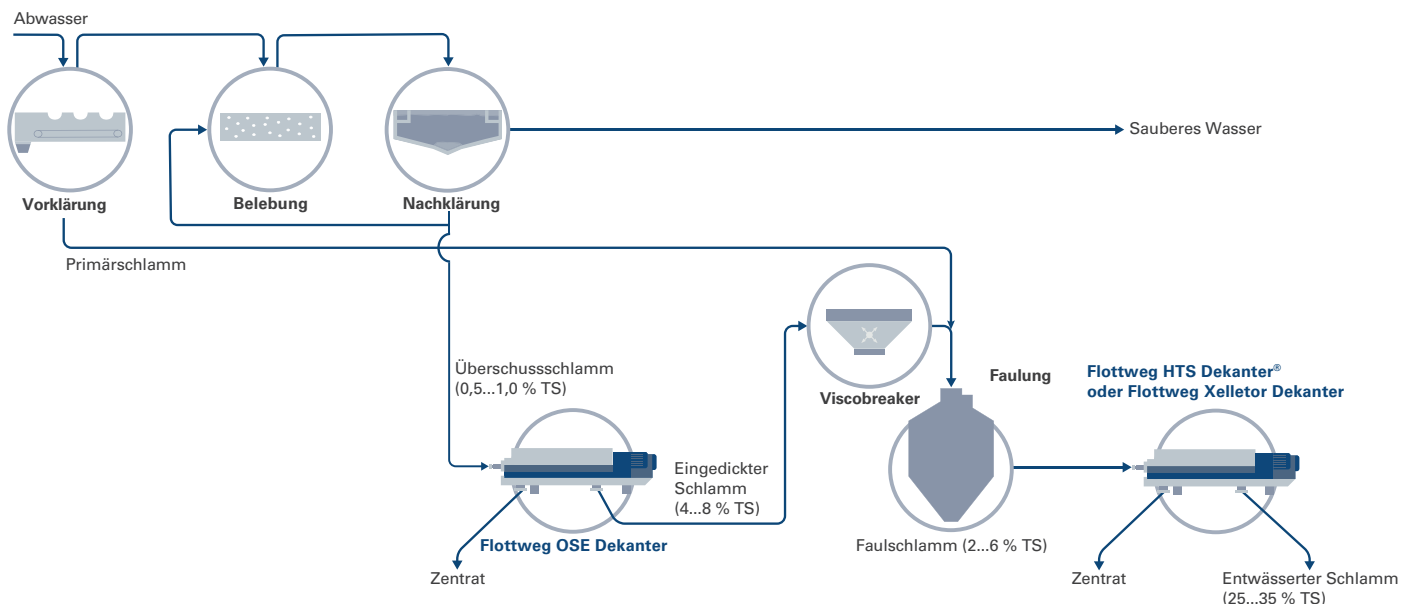 Abwasser
Sauberes Wasser
Vorklärung
Belebung
Nachklärung
Primärschlamm
Überschussschlamm
(0,5...1,0 % TS)
Viscobreaker
Faulung
Flottweg HTS Dekanter®
oder Flottweg Xelletor Dekanter
Eingedickter
Schlamm
(4...8 % TS)
Flottweg OSE Dekanter
Faulschlamm (2...6 % TS)
Zentrat
Zentrat
Entwässerter Schlamm
(25...35 % TS)